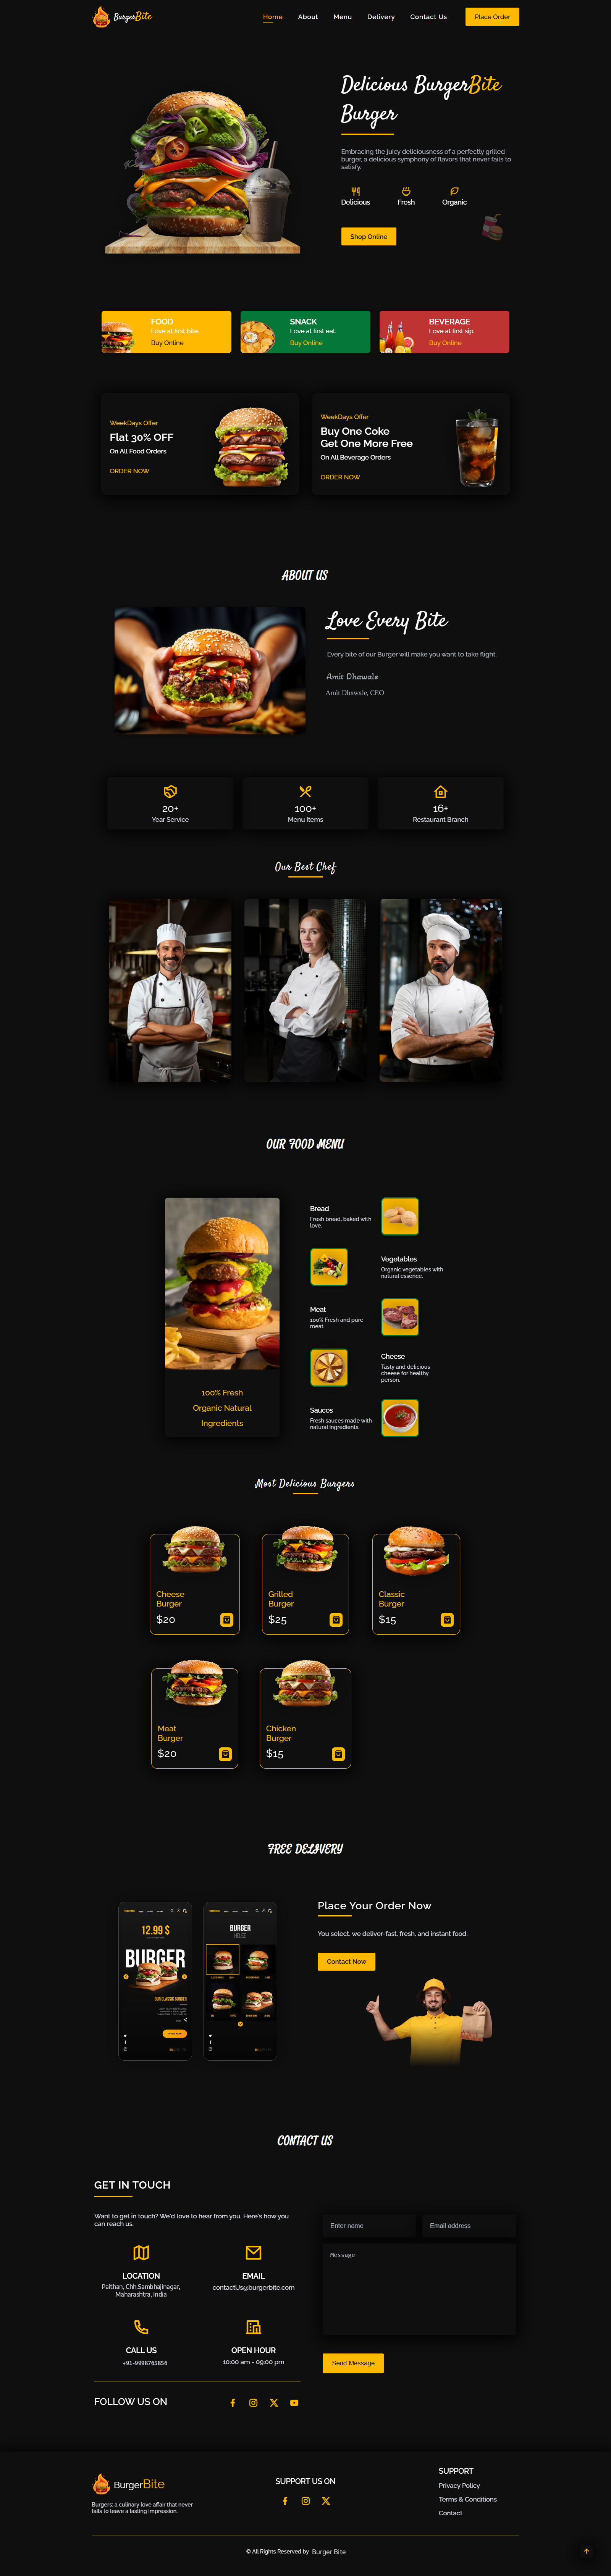 BurgerBite
Home About Menu Delivery Contact Us Place Order
Delicious BurgerBite
Burger
Embracing the juicy deliciousness of a perfectly grilled
burger, a delicious symphony of flavors that never fails to
satisfy.
Delicious Fresh Organic
Shop Online
FOOD
Love at first bite.
Buy Online
SNACK
Love at first eat.
Buy Online
BEVERAGE
Love at first sip.
Buy Online
WeekDays Offer
Flat 30% OFF
On All Food Orders
ORDER NOW
WeekDays Offer
Buy One Coke
Get One More Free
On All Beverage Orders
ORDER NOW
ABOUT US
Love Every Bite
Every bite of our Burger will make you want to take flight.
Amit Dhawale
Amit Dhawale, CEO
20+
Year Service
100+
Menu Items
16+
Restaurant Branch
Our Best Chef
OUR FOOD MENU
100% Fresh
Organic Natural
Ingredients
Bread
Fresh bread, baked with
love.
Vegetables
Organic vegetables with
natural essence.
Meat
100% Fresh and pure
meat.
Cheese
Tasty and delicious
cheese for healthy
person.
Sauces
Fresh sauces made with
natural ingredients.
Most Delicious Burgers
Cheese
Burger
$20
Grilled
Burger
$25
Classic
Burger
$15
Meat
Burger
$20
Chicken
Burger
$15
FREE DELIVERY
12.99 $
BURGER
OUR CLASSIC BURGER
BURGER
HOUSE
Place Your Order Now
You select, we deliver-fast, fresh, and instant food.
Contact Now
CONTACT US
GET IN TOUCH
Want to get in touch? We'd love to hear from you. Here's how you
can reach us.
LOCATION
Paithan, Chh.Sambhajinagar,
Maharashtra, India
EMAIL
contactUs@burgerbite.com
CALL US
+91-9998765856
OPEN HOUR
10:00 am - 09:00 pm
FOLLOW US ON
Enter name
Email address
Message
Send Message
BurgerBite
Burgers: a culinary love affair that never
fails to leave a lasting impression.
SUPPORT US ON
SUPPORT
Privacy Policy
Terms & Conditions
Contact
© All Rights Reserved by Burger Bite